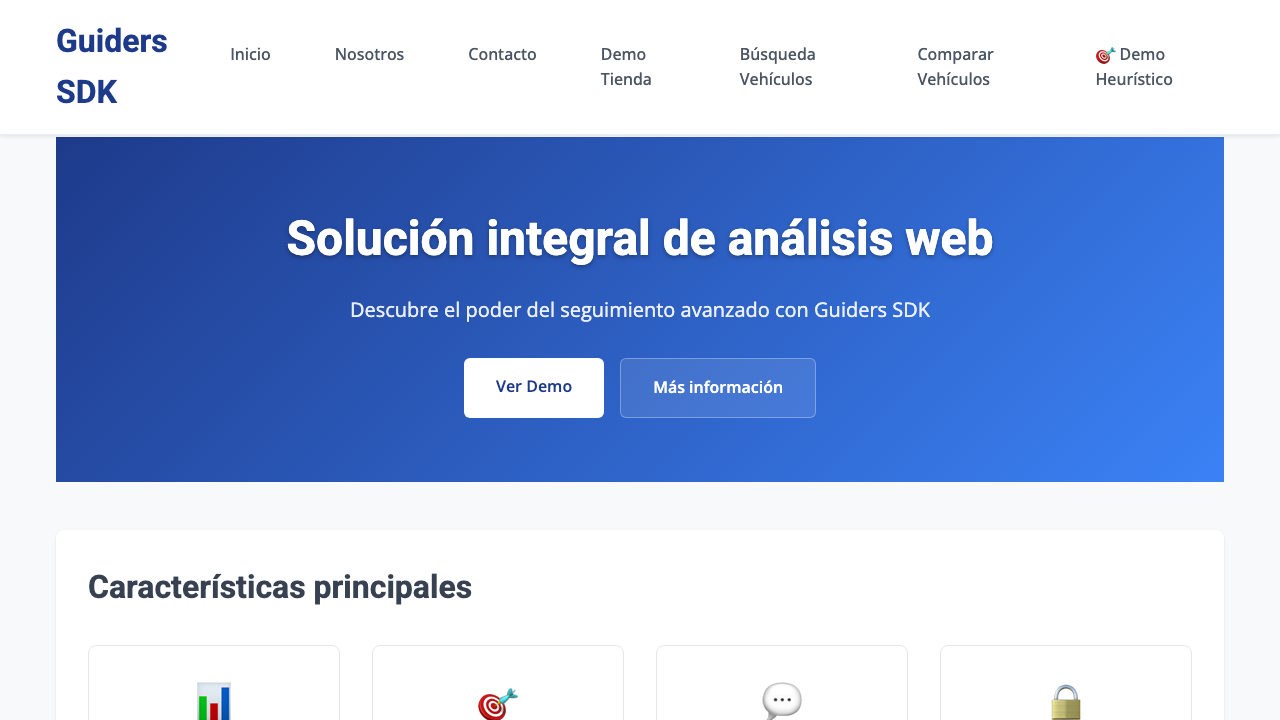 Guiders
SDK
Inicio
Nosotros
Contacto
Demo
Tienda
Búsqueda
Vehículos
Comparar
Vehículos
🎯 Demo
Heurístico
Solución integral de análisis web
Descubre el poder del seguimiento avanzado con Guiders SDK
Ver Demo
Más información
Características principales